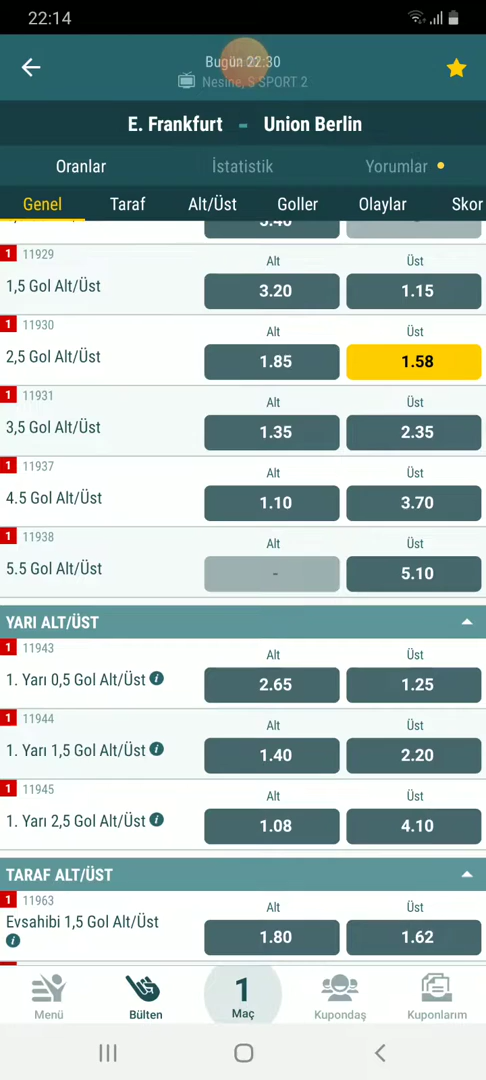 22:14
Bugün 22:30
Nesine, S SPORT 2
E. Frankfurt - Union Berlin
Oranlar İstatistik Yorumlar
Genel Taraf Alt/Üst Goller Olaylar Skor
3.40 -
1 11929 Alt Üst
1,5 Gol Alt/Üst 3.20 1.15
1 11930 Alt Üst
2,5 Gol Alt/Üst 1.85 1.58
1 11931 Alt Üst
3,5 Gol Alt/Üst 1.35 2.35
1 11937 Alt Üst
4.5 Gol Alt/Üst 1.10 3.70
1 11938 Alt Üst
5.5 Gol Alt/Üst - 5.10
YARI ALT/ÜST
1 11943 Alt Üst
1. Yarı 0,5 Gol Alt/Üst i 2.65 1.25
1 11944 Alt Üst
1. Yarı 1,5 Gol Alt/Üst i 1.40 2.20
1 11945 Alt Üst
1. Yarı 2,5 Gol Alt/Üst i 1.08 4.10
TARAF ALT/ÜST
1 11963 Alt Üst
Evsahibi 1,5 Gol Alt/Üst i 1.80 1.62
1
Menü Bülten Maç Kupondaş Kuponlarım